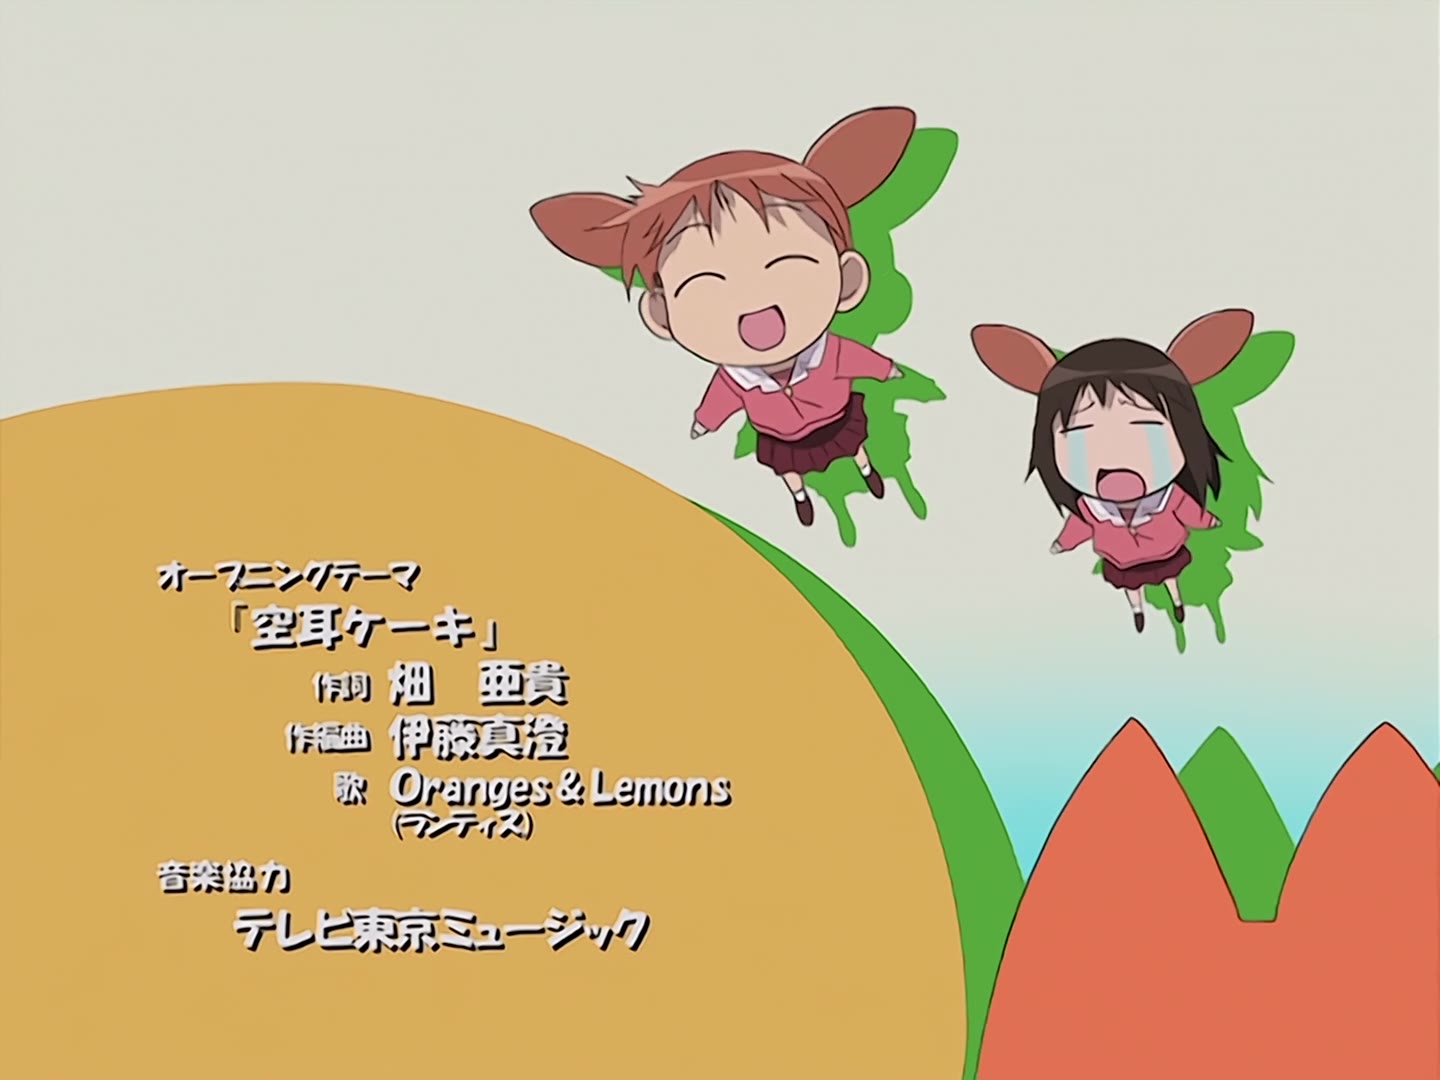 オープニングテーマ
「空耳ケーキ」
作詞 畑 亜貴
作編曲 伊藤真澄
歌 Oranges & Lemons
(ランティス)
音楽協力
テレビ東京ミュージック